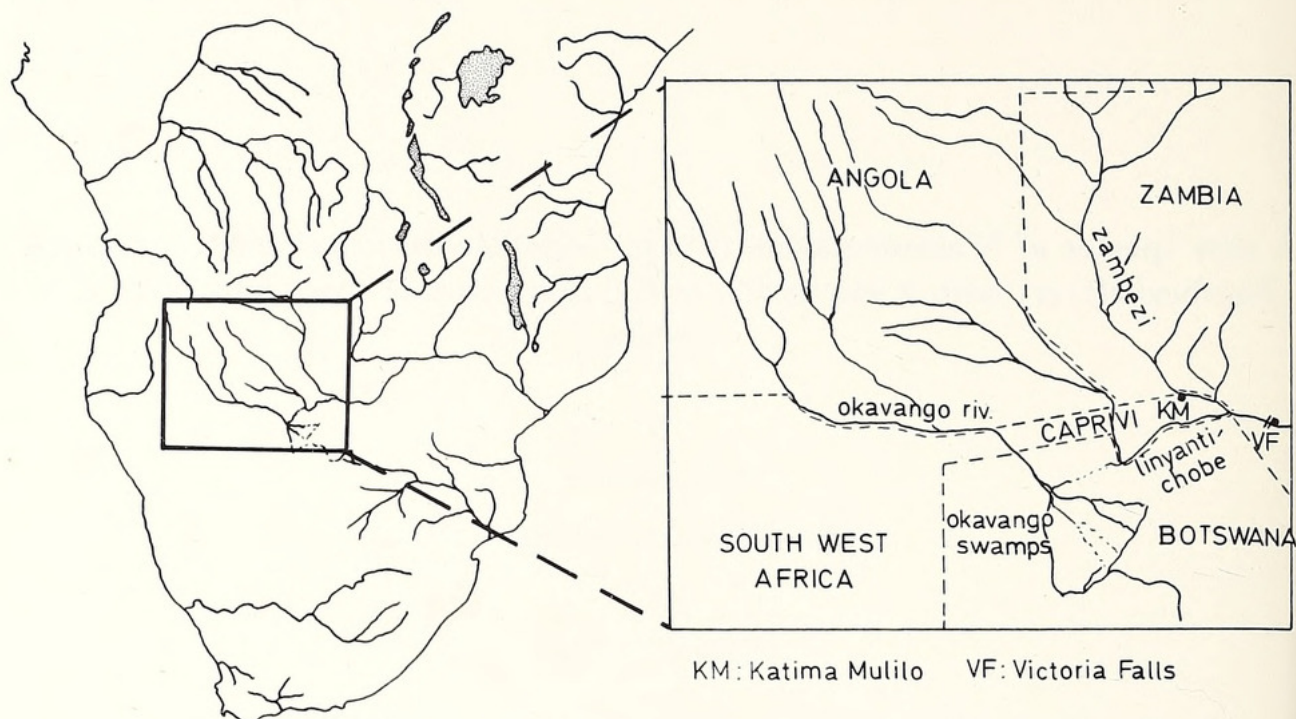 ANGOLA
ZAMBIA
zambezi
okavango riv.
CAPRIVI
KM
VF
linyanti-
chobe
okavango
swamps
BOTSWANA
SOUTH WEST
AFRICA
KM: Katima Mulilo VF: Victoria Falls